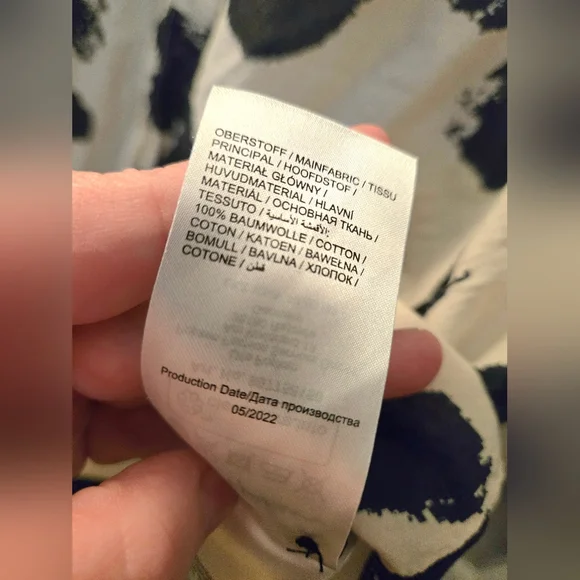 OBERSTOFF / MAINFABRIC / TISSU
PRINCIPAL / HOOFDSTOF /
MATERIAŁ GŁÓWNY /
HUVUDMATERIAL / HLAVNÍ
MATERIÁL / ОСНОВНАЯ ТКАНЬ /
TESSUTO / الأقمشة الأساسية:
100% BAUMWOLLE / COTTON /
COTON / KATOEN / BAWEŁNA /
BOMULL / BAVLNA / ХЛОПОК /
COTONE / قطن
Production Date/Дата производства
05/2022